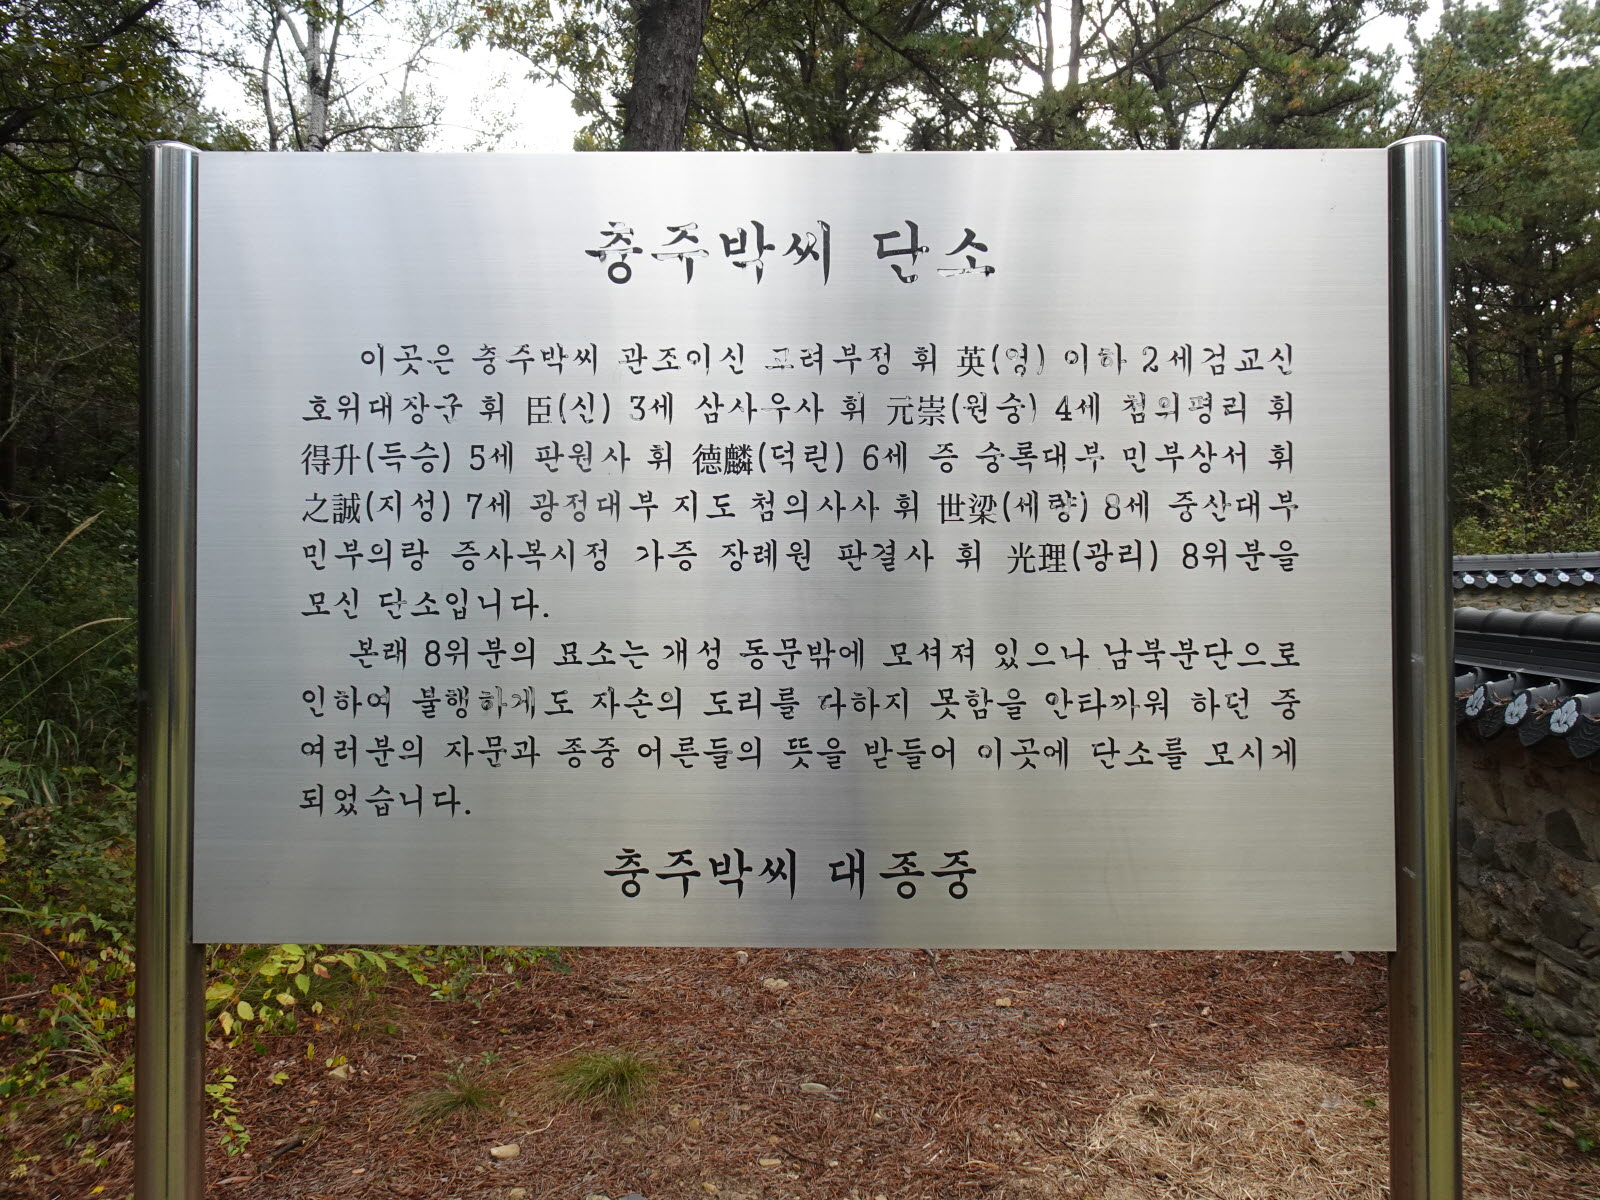 충주박씨 단소
이곳은 충주박씨 관조이신 고려부정 휘 英(영) 이하 2세검교신
호위대장군 휘 臣(신) 3세 삼사우사 휘 元崇(원숭) 4세 첨의평리 휘
得升(득승) 5세 판원사 휘 德麟(덕린) 6세 증 숭록대부 민부상서 휘
之誠(지성) 7세 광정대부 지도 첨의사사 휘 世梁(세량) 8세 중산대부
민부의랑 증사복시정 가증 장례원 판결사 휘 光理(광리) 8위분을
모신 단소입니다.
본래 8위분의 묘소는 개성 동문밖에 모셔져 있으나 남북분단으로
인하여 불행하게도 자손의 도리를 다하지 못함을 안타까워 하던 중
여러분의 자문과 종중 어른들의 뜻을 받들어 이곳에 단소를 모시게
되었습니다.
충주박씨 대종중